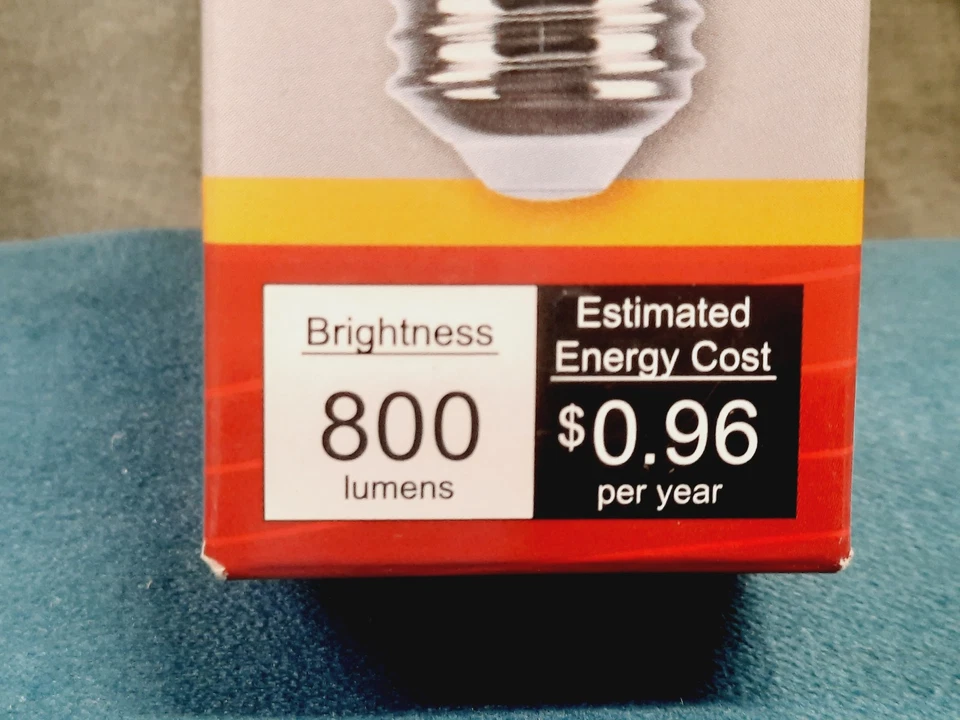 Brightness
800
lumens
Estimated
Energy Cost
$0.96
per year